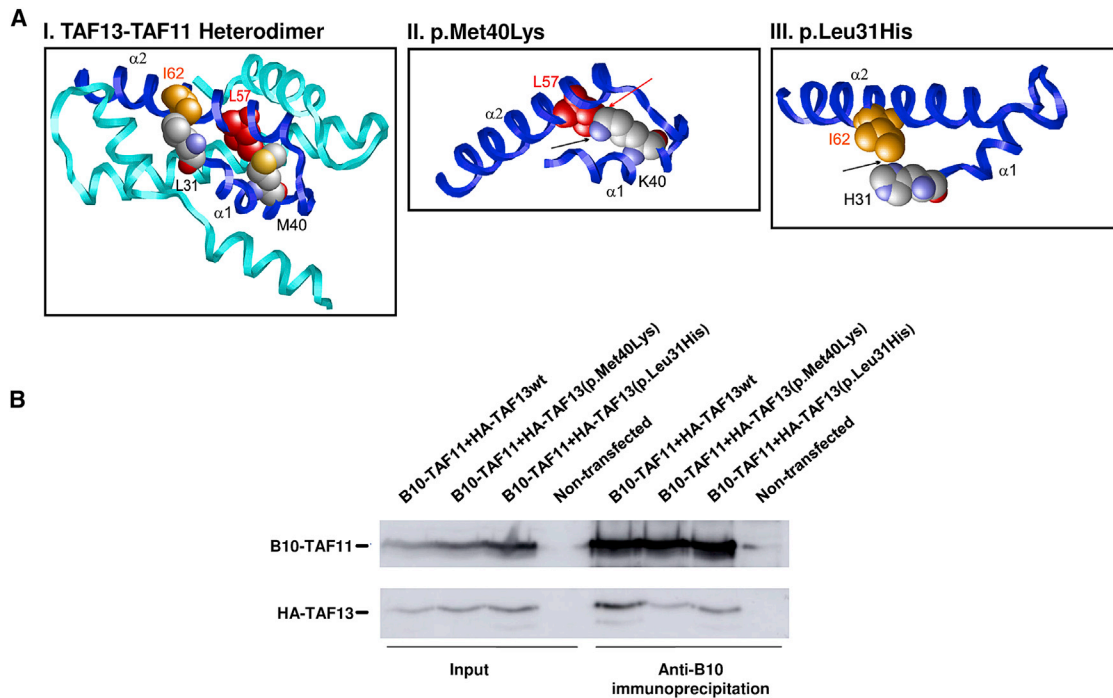 A
I. TAF13-TAF11 Heterodimer
α2
I62
L57
L31
α1
M40
II. p.Met40Lys
L57
α2
α1
K40
III. p.Leu31His
α2
I62
α1
H31
B
B10-TAF11+HA-TAF13wt
B10-TAF11+HA-TAF13(p.Met40Lys)
B10-TAF11+HA-TAF13(p.Leu31His)
Non-transfected
B10-TAF11+HA-TAF13wt
B10-TAF11+HA-TAF13(p.Met40Lys)
B10-TAF11+HA-TAF13(p.Leu31His)
Non-transfected
B10-TAF11
HA-TAF13
Input
Anti-B10
immunoprecipitation